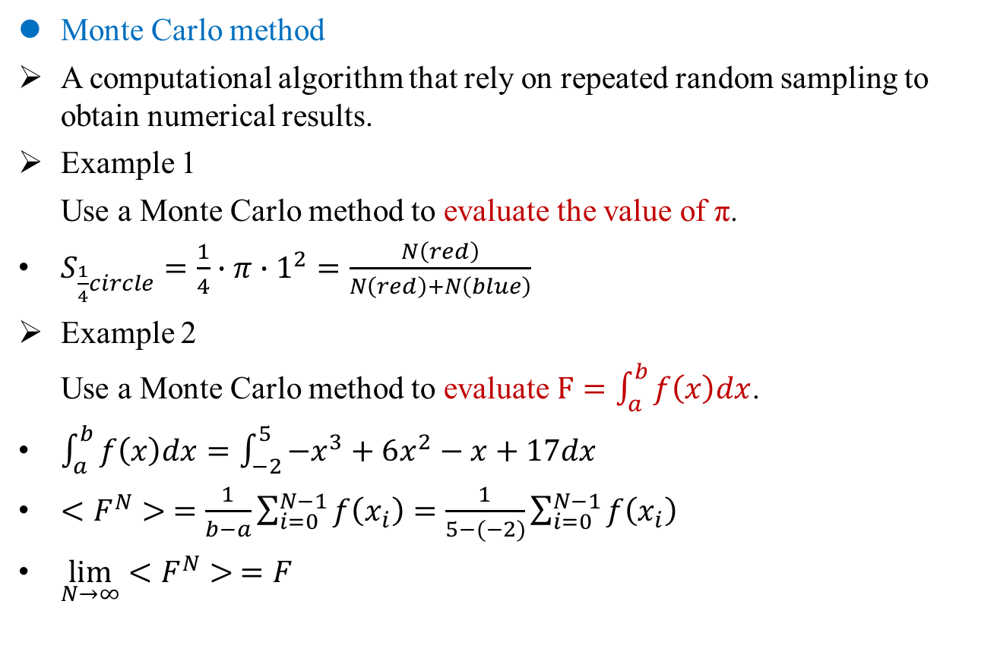 ● Monte Carlo method
➢ A computational algorithm that rely on repeated random sampling to
obtain numerical results.
➢ Example 1
Use a Monte Carlo method to evaluate the value of π.
• $S_{\frac{1}{4}circle} = \frac{1}{4} \cdot \pi \cdot 1^2 = \frac{N(red)}{N(red)+N(blue)}$
➢ Example 2
Use a Monte Carlo method to evaluate F = $\int_a^b f(x)dx$.
• $\int_a^b f(x)dx = \int_{-2}^{5} -x^3 + 6x^2 - x + 17dx$
• $< F^N > = \frac{1}{b-a} \sum_{i=0}^{N-1} f(x_i) = \frac{1}{5-(-2)} \sum_{i=0}^{N-1} f(x_i)$
• $\lim_{N \to \infty} < F^N > = F$